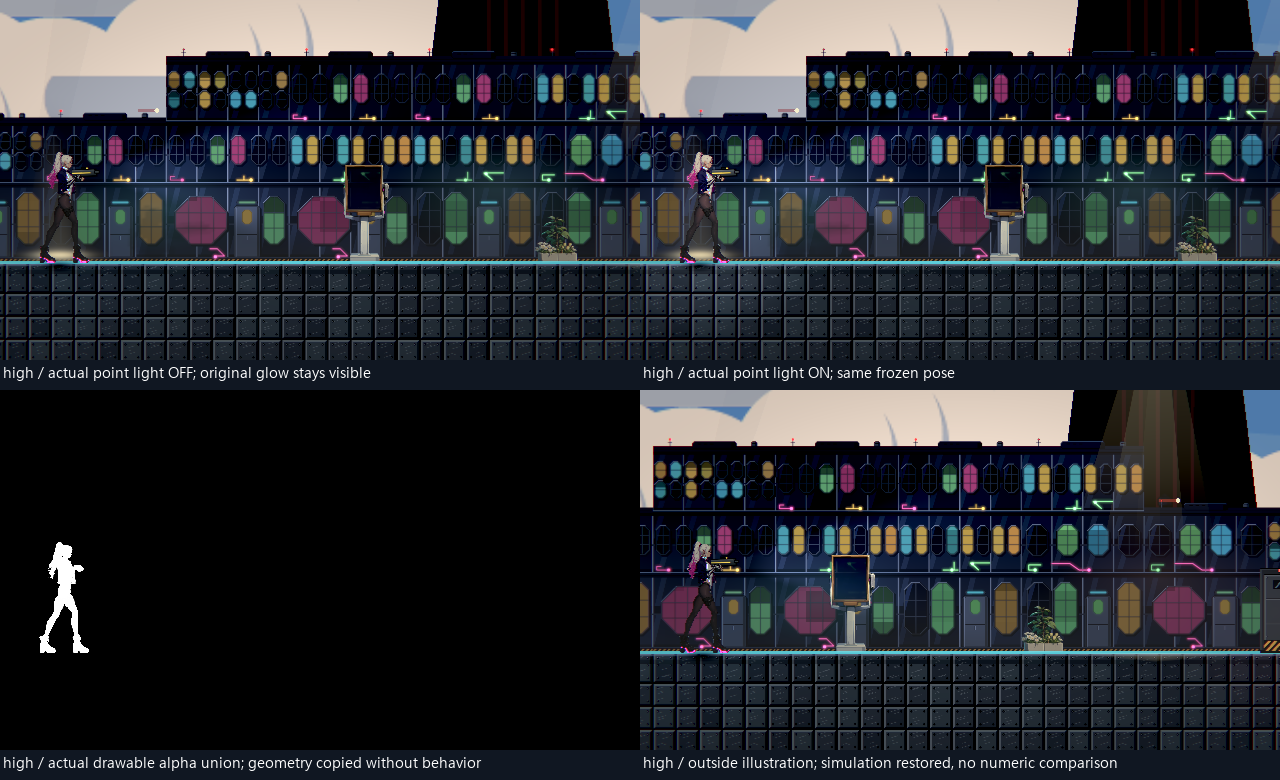 high / actual point light OFF; original glow stays visible
high / actual point light ON; same frozen pose
high / actual drawable alpha union; geometry copied without behavior
high / outside illustration; simulation restored, no numeric comparison